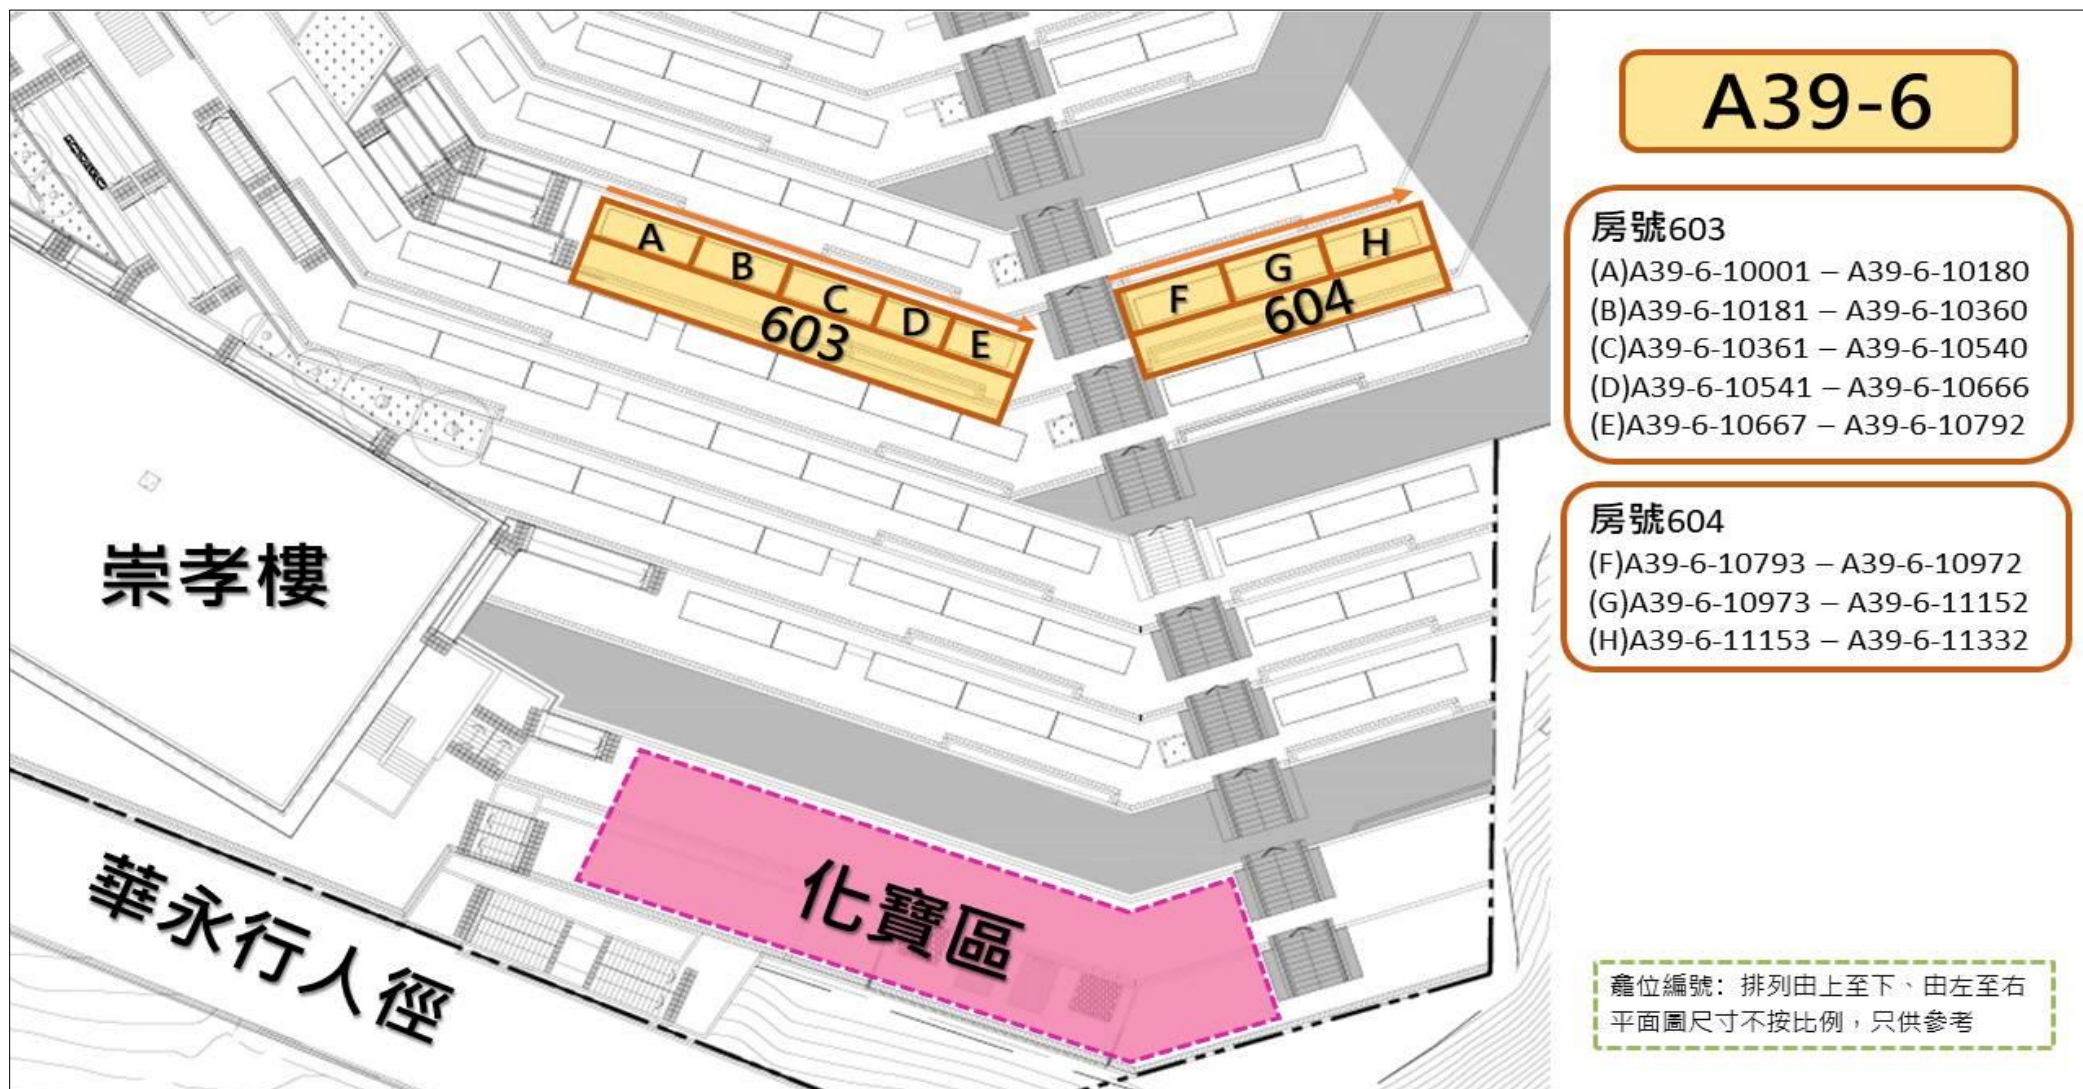 A39-6
房號603
(A)A39-6-10001 – A39-6-10180
(B)A39-6-10181 – A39-6-10360
(C)A39-6-10361 – A39-6-10540
(D)A39-6-10541 – A39-6-10666
(E)A39-6-10667 – A39-6-10792
房號604
(F)A39-6-10793 – A39-6-10972
(G)A39-6-10973 – A39-6-11152
(H)A39-6-11153 – A39-6-11332
A
B
C
D
E
603
F
G
H
604
崇孝樓
華永行人徑
化寶區
龕位編號：排列由上至下、由左至右
平面圖尺寸不按比例，只供參考